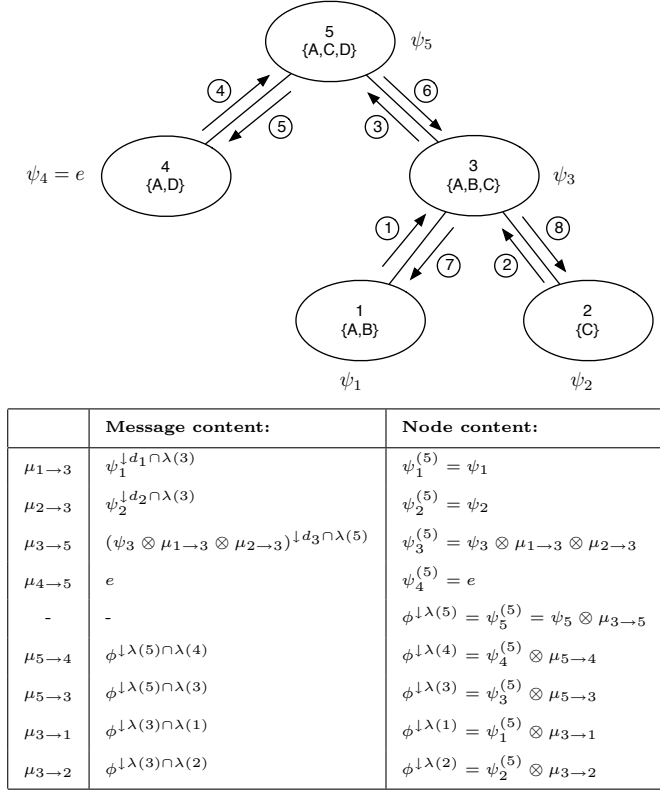 5
{A,C,D}
ψ₅
④
⑥
⑤
③
ψ₄ = e
4
{A,D}
3
{A,B,C}
ψ₃
①
⑧
⑦
②
1
{A,B}
2
{C}
ψ₁
ψ₂
Message content: Node content:
μ₁→₃ ψ₁^{↓d₁∩λ(3)} ψ₁^{(5)} = ψ₁
μ₂→₃ ψ₂^{↓d₂∩λ(3)} ψ₂^{(5)} = ψ₂
μ₃→₅ (ψ₃ ⊗ μ₁→₃ ⊗ μ₂→₃)^{↓d₃∩λ(5)} ψ₃^{(5)} = ψ₃ ⊗ μ₁→₃ ⊗ μ₂→₃
μ₄→₅ e ψ₄^{(5)} = e
- - φ^{↓λ(5)} = ψ₅^{(5)} = ψ₅ ⊗ μ₃→₅
μ₅→₄ φ^{↓λ(5)∩λ(4)} φ^{↓λ(4)} = ψ₄^{(5)} ⊗ μ₅→₄
μ₅→₃ φ^{↓λ(5)∩λ(3)} φ^{↓λ(3)} = ψ₃^{(5)} ⊗ μ₅→₃
μ₃→₁ φ^{↓λ(3)∩λ(1)} φ^{↓λ(1)} = ψ₁^{(5)} ⊗ μ₃→₁
μ₃→₂ φ^{↓λ(3)∩λ(2)} φ^{↓λ(2)} = ψ₂^{(5)} ⊗ μ₃→₂